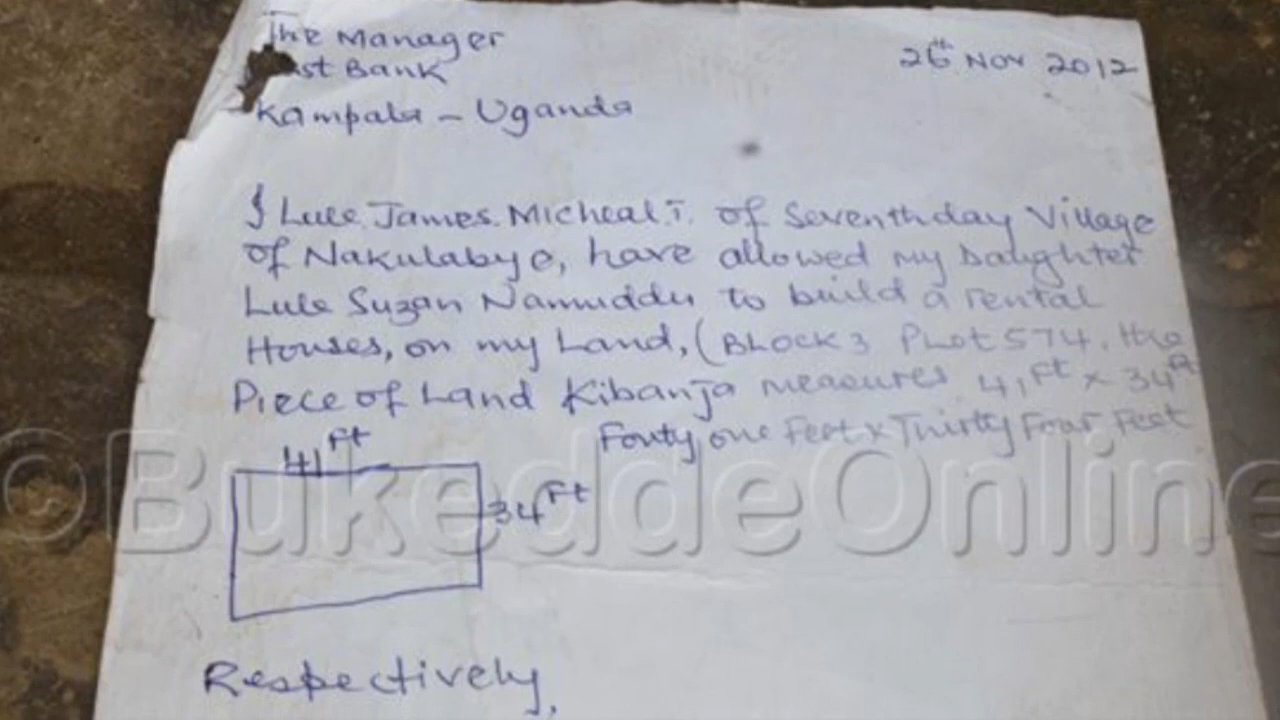 The Manager
26th Nov 2012
st Bank
Kampala - Uganda
I Lule James Micheal T. of Seventhday Village
of Nakulabye, have allowed my Daughter
Lule Suzan Namuddu to build a rental
Houses, on my Land, (BLOCK 3 Plot 574. the
Piece of Land Kibanja measures 41ft x 34ft
Fouty one Feet x Thirty Four Feet
41ft
34ft
©BukeddeOnline
Respectively,